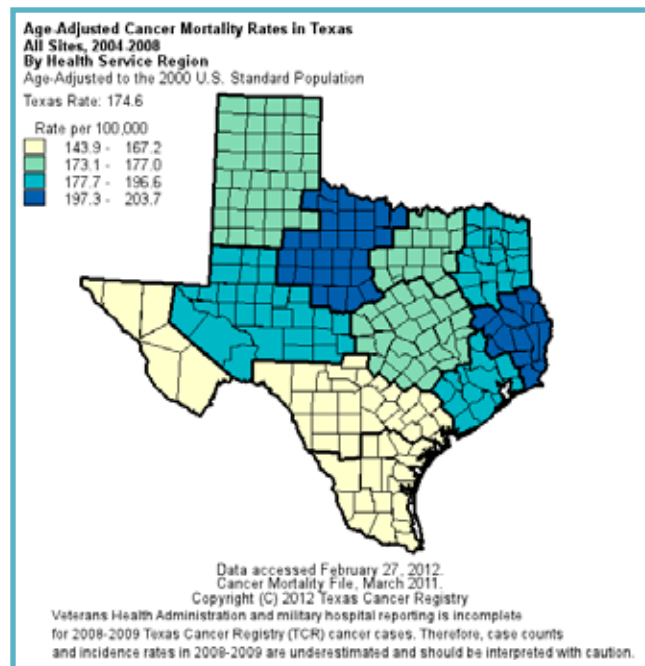 Age-Adjusted Cancer Mortality Rates in Texas
All Sites, 2004-2008
By Health Service Region
Age-Adjusted to the 2000 U.S. Standard Population
Texas Rate: 174.6
Rate per 100,000
143.9 - 167.2
173.1 - 177.0
177.7 - 196.6
197.3 - 203.7
Data accessed February 27, 2012.
Cancer Mortality File, March 2011.
Copyright (C) 2012 Texas Cancer Registry
Veterans Health Administration and military hospital reporting is incomplete
for 2008-2009 Texas Cancer Registry (TCR) cancer cases. Therefore, case counts
and incidence rates in 2008-2009 are underestimated and should be interpreted with caution.